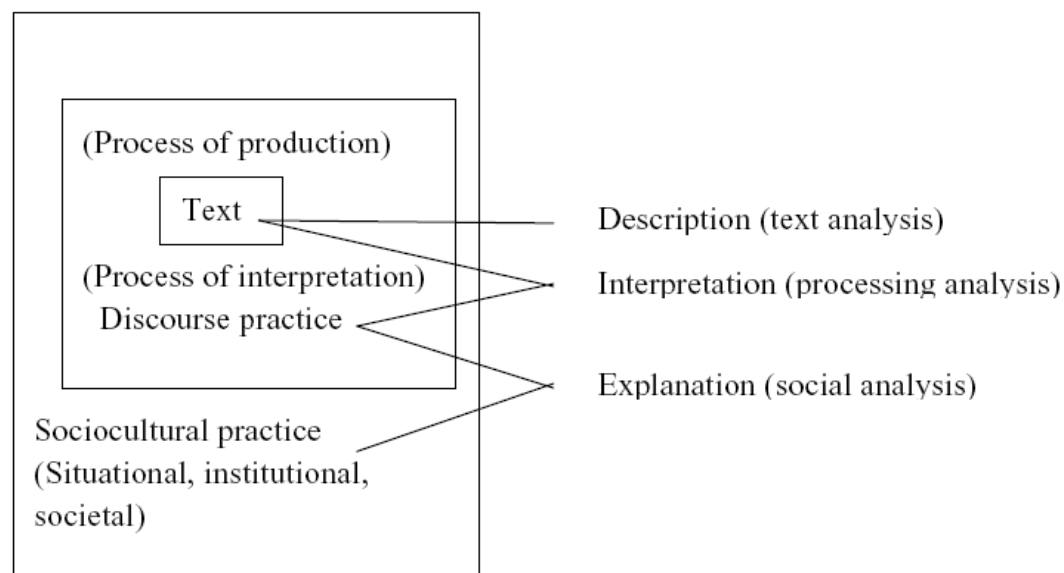 (Process of production)
Text
(Process of interpretation)
Discourse practice
Sociocultural practice
(Situational, institutional,
societal)
Description (text analysis)
Interpretation (processing analysis)
Explanation (social analysis)